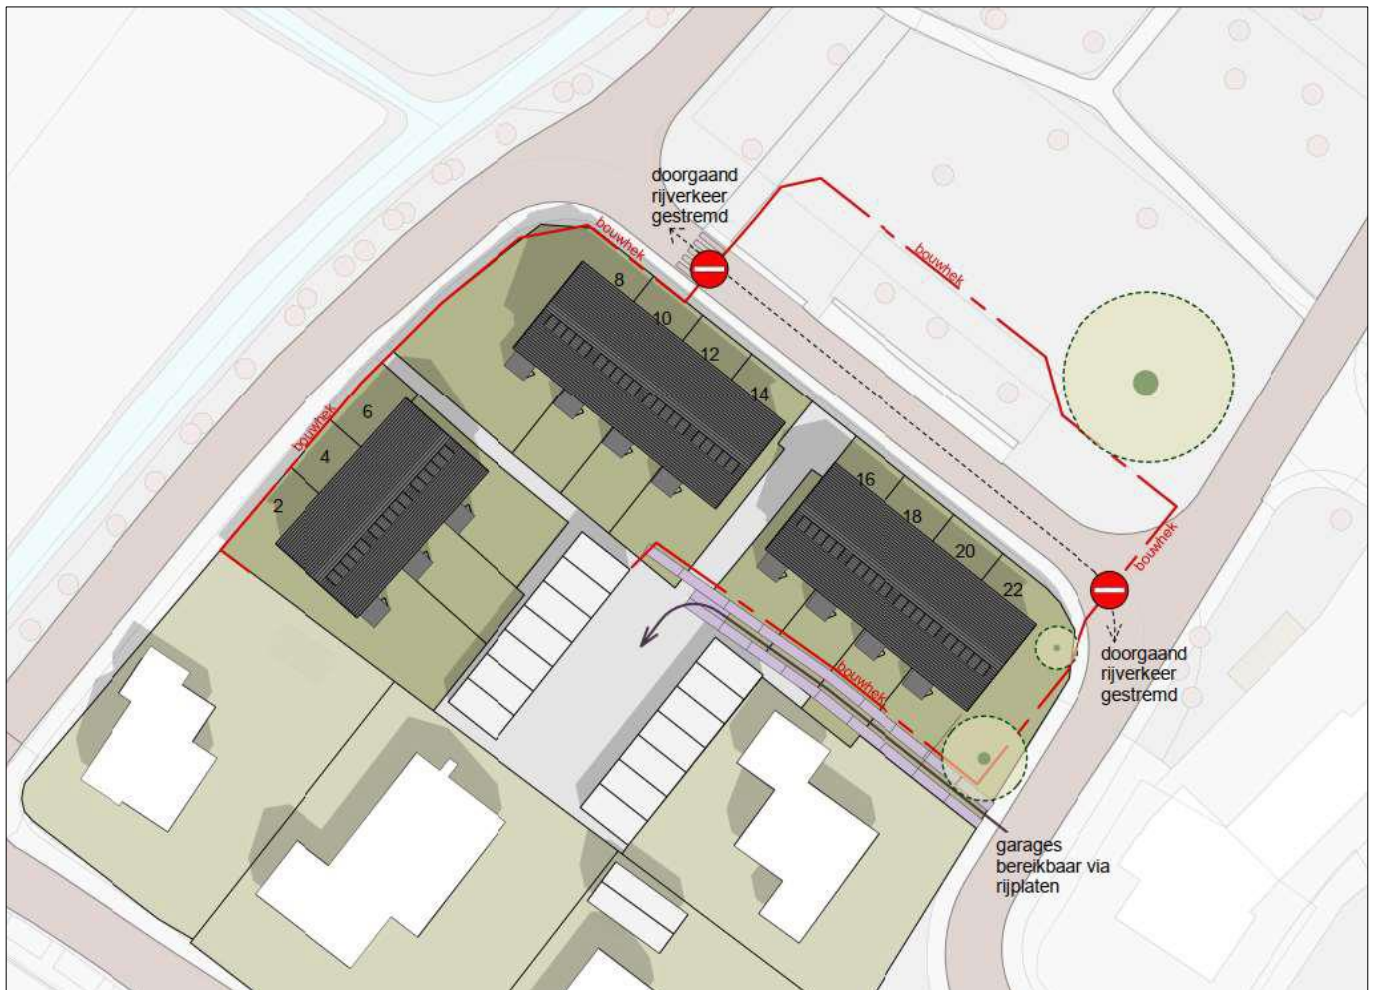 doorgaand
rijverkeer
gestremd
bouwhek
bouwhek
8
10
12
14
6
4
2
bouwhek
16
18
20
22
bouwhek
bouwhek
doorgaand
rijverkeer
gestremd
garages
bereikbaar via
rijplaten